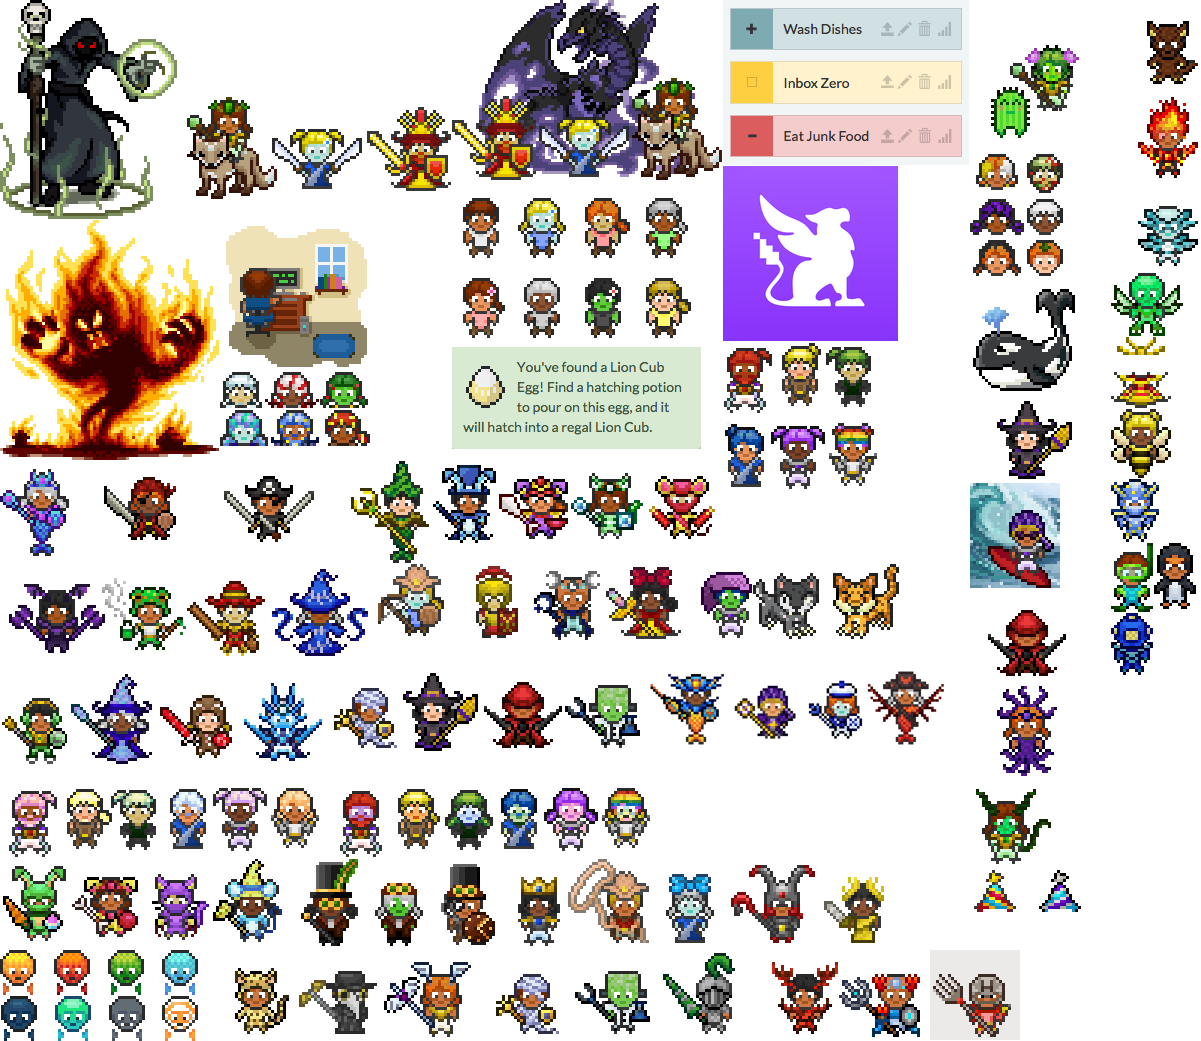 Wash Dishes
Inbox Zero
Eat Junk Food
You've found a Lion Cub
Egg! Find a hatching potion
to pour on this egg, and it
will hatch into a regal Lion Cub.